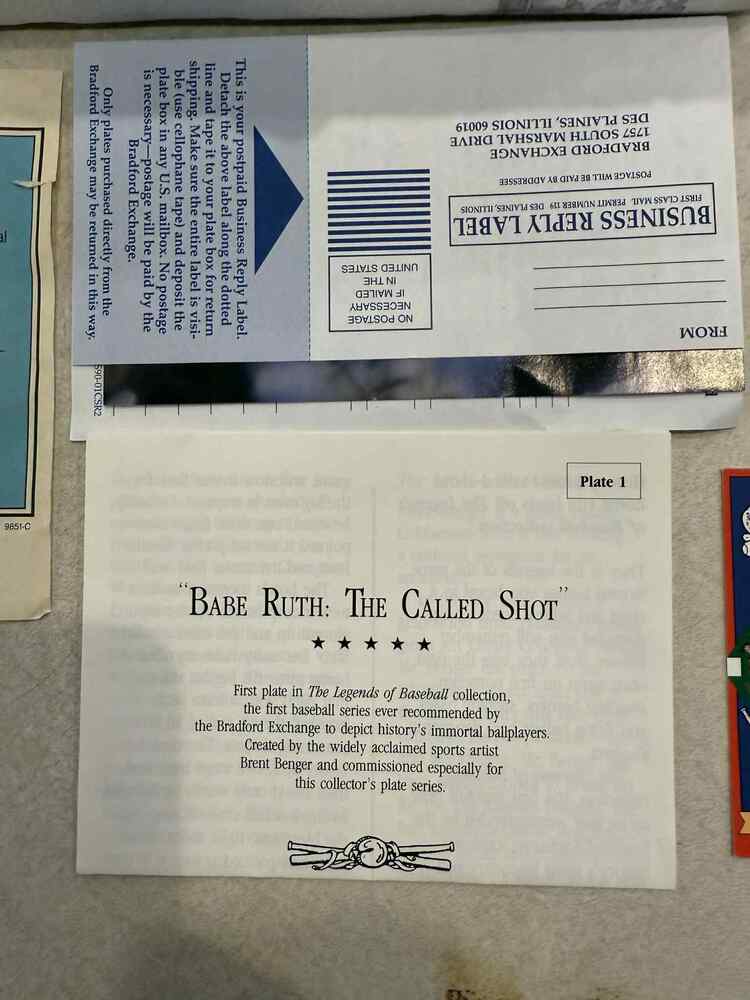 This is your postpaid Business Reply Label.
Detach the above label along the dotted
line and tape it to your plate box for return
shipping. Make sure the entire label is visi-
ble (use cellophane tape) and deposit the
plate box in any U.S. mailbox. No postage
is necessary—postage will be paid by the
Bradford Exchange.
Only plates purchased directly from the
Bradford Exchange may be returned in this way.
FROM
NO POSTAGE
NECESSARY
IF MAILED
IN THE
UNITED STATES
BUSINESS REPLY LABEL
FIRST CLASS MAIL PERMIT NUMBER 119 DES PLAINES, ILLINOIS
POSTAGE WILL BE PAID BY ADDRESSEE
BRADFORD EXCHANGE
1757 SOUTH MARSHAL DRIVE
DES PLAINES, ILLINOIS 60019
S90-01CSR2
al
9851-C
Plate 1
"BABE RUTH: THE CALLED SHOT"
★ ★ ★ ★ ★
First plate in The Legends of Baseball collection,
the first baseball series ever recommended by
the Bradford Exchange to depict history's immortal ballplayers.
Created by the widely acclaimed sports artist
Brent Benger and commissioned especially for
this collector's plate series.